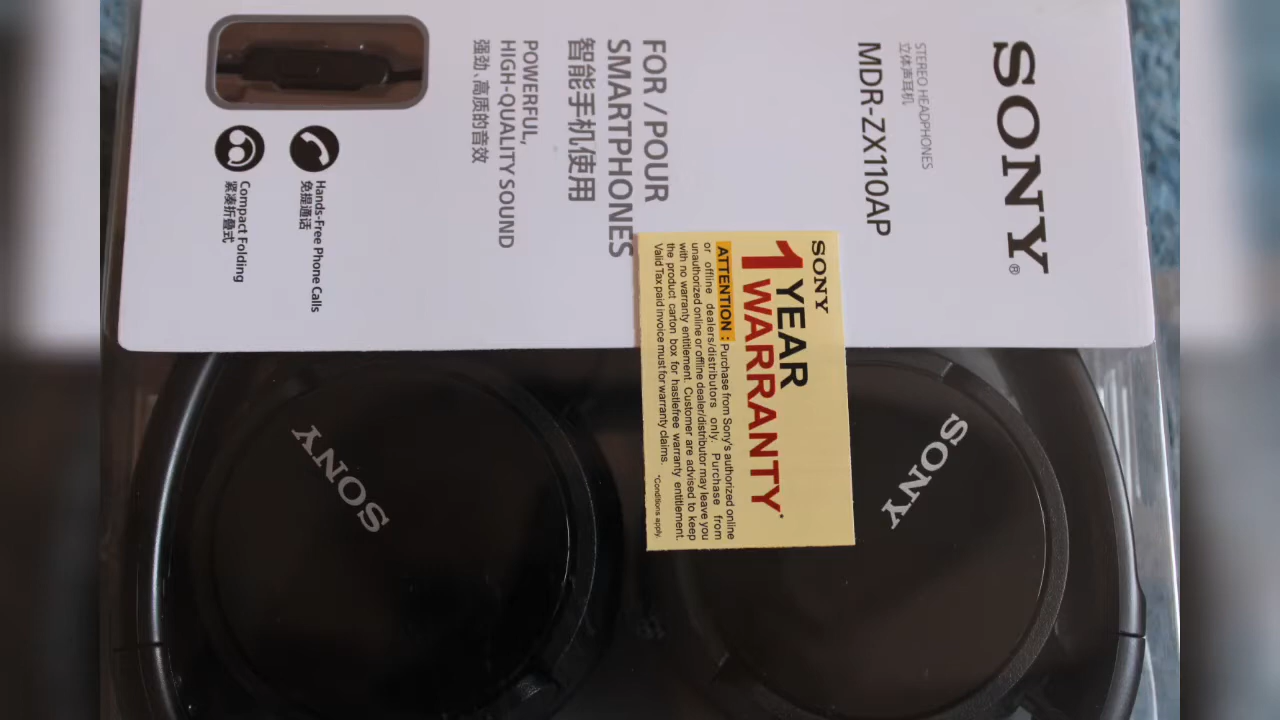 SONY®
STEREO HEADPHONES
立体声耳机
MDR-ZX110AP
FOR / POUR
SMARTPHONES
智能手机使用
POWERFUL,
HIGH-QUALITY SOUND
强劲、高质的音效
Hands-Free Phone Calls
免提通话
Compact Folding
紧凑折叠式
SONY
1 YEAR
WARRANTY*
ATTENTION : Purchase from Sony's authorized online
or offline dealers/distributors only. Purchase from
unauthorized online or offline dealer/distributor may leave you
with no warranty entitlement. Customer are advised to keep
the product carton box for hasslefree warranty entitlement.
Valid Tax paid invoice must for warranty claims.
*Conditions apply.
SONY
SONY